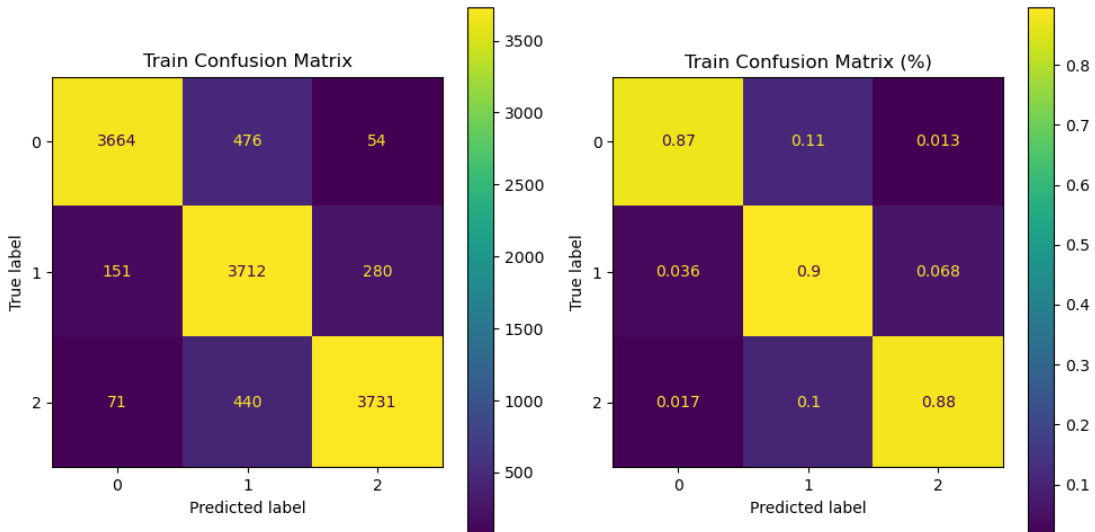 Train Confusion Matrix
0 3664 476 54
1 151 3712 280
2 71 440 3731
0 1 2
Predicted label
True label
3500
3000
2500
2000
1500
1000
500
Train Confusion Matrix (%)
0 0.87 0.11 0.013
1 0.036 0.9 0.068
2 0.017 0.1 0.88
0 1 2
Predicted label
True label
0.8
0.7
0.6
0.5
0.4
0.3
0.2
0.1